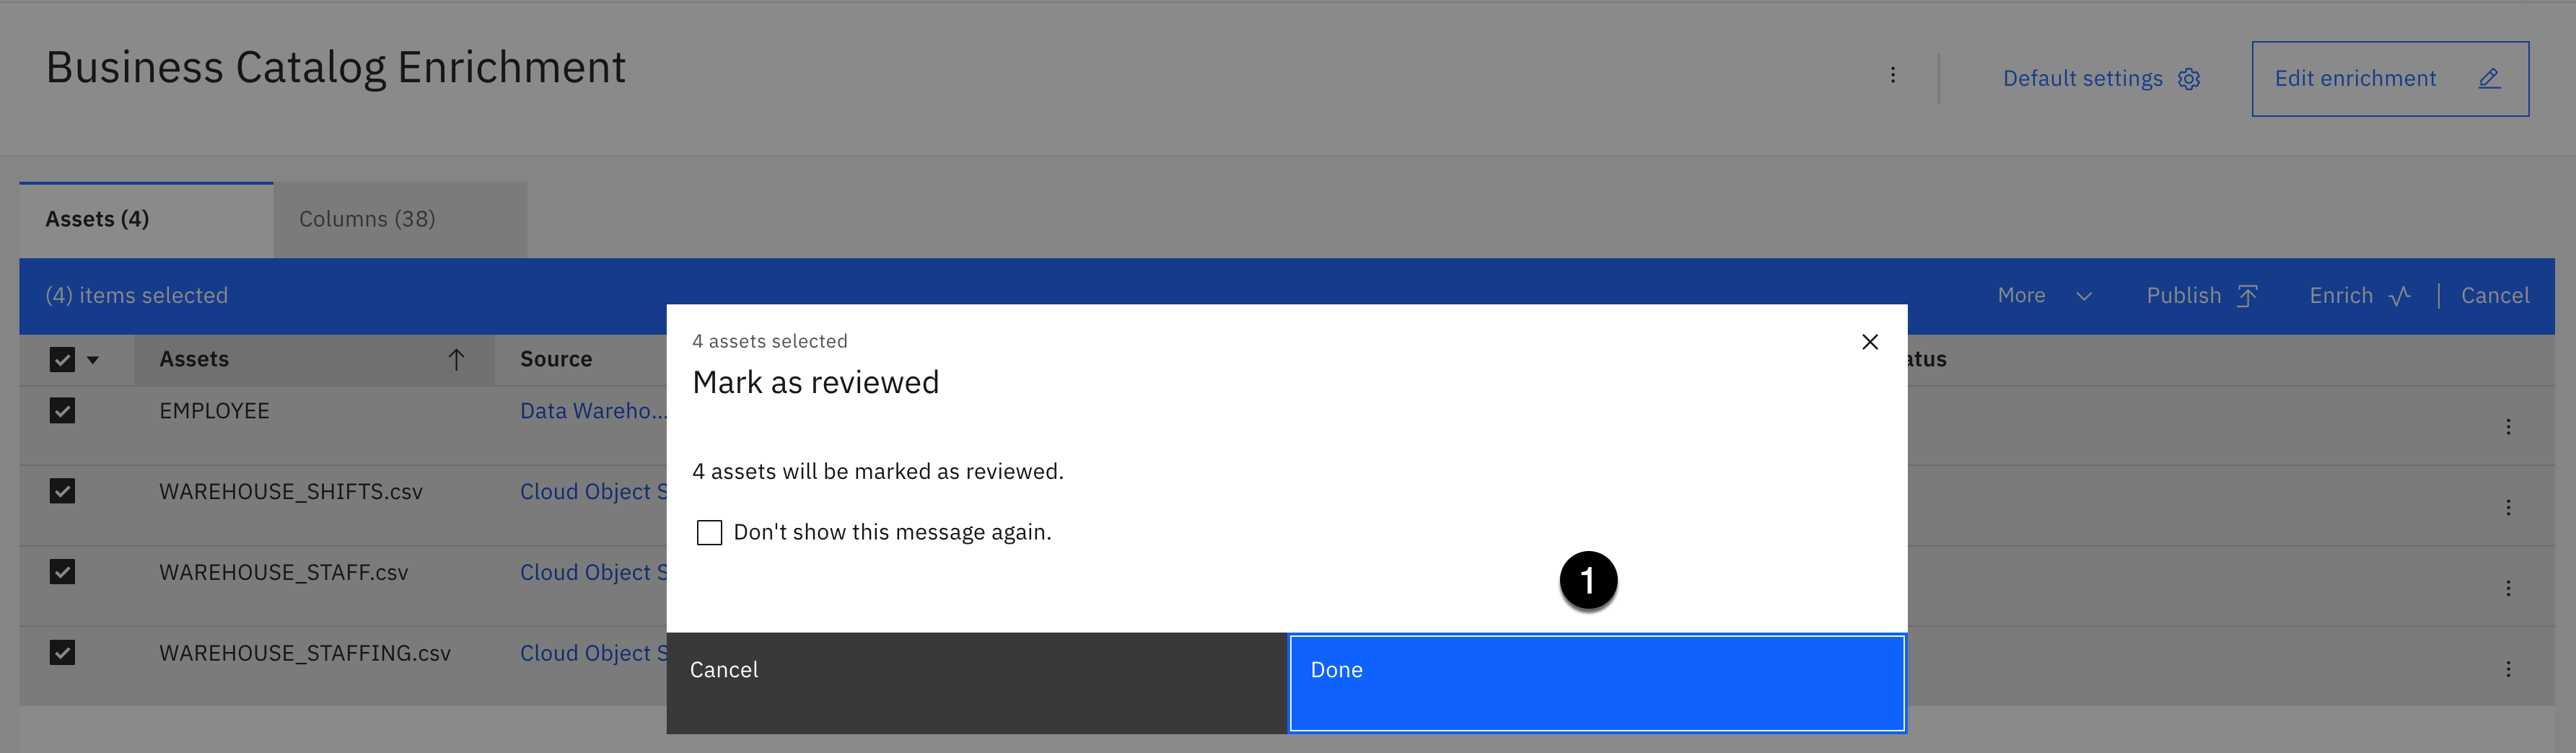 Business Catalog Enrichment
Default settings
Edit enrichment
Assets (4)
Columns (38)
(4) items selected
More
Publish
Enrich
Cancel
Assets
Source
atus
EMPLOYEE
Data Wareho...
WAREHOUSE_SHIFTS.csv
Cloud Object S
WAREHOUSE_STAFF.csv
Cloud Object S
WAREHOUSE_STAFFING.csv
Cloud Object S
4 assets selected
Mark as reviewed
4 assets will be marked as reviewed.
Don't show this message again.
1
Cancel
Done